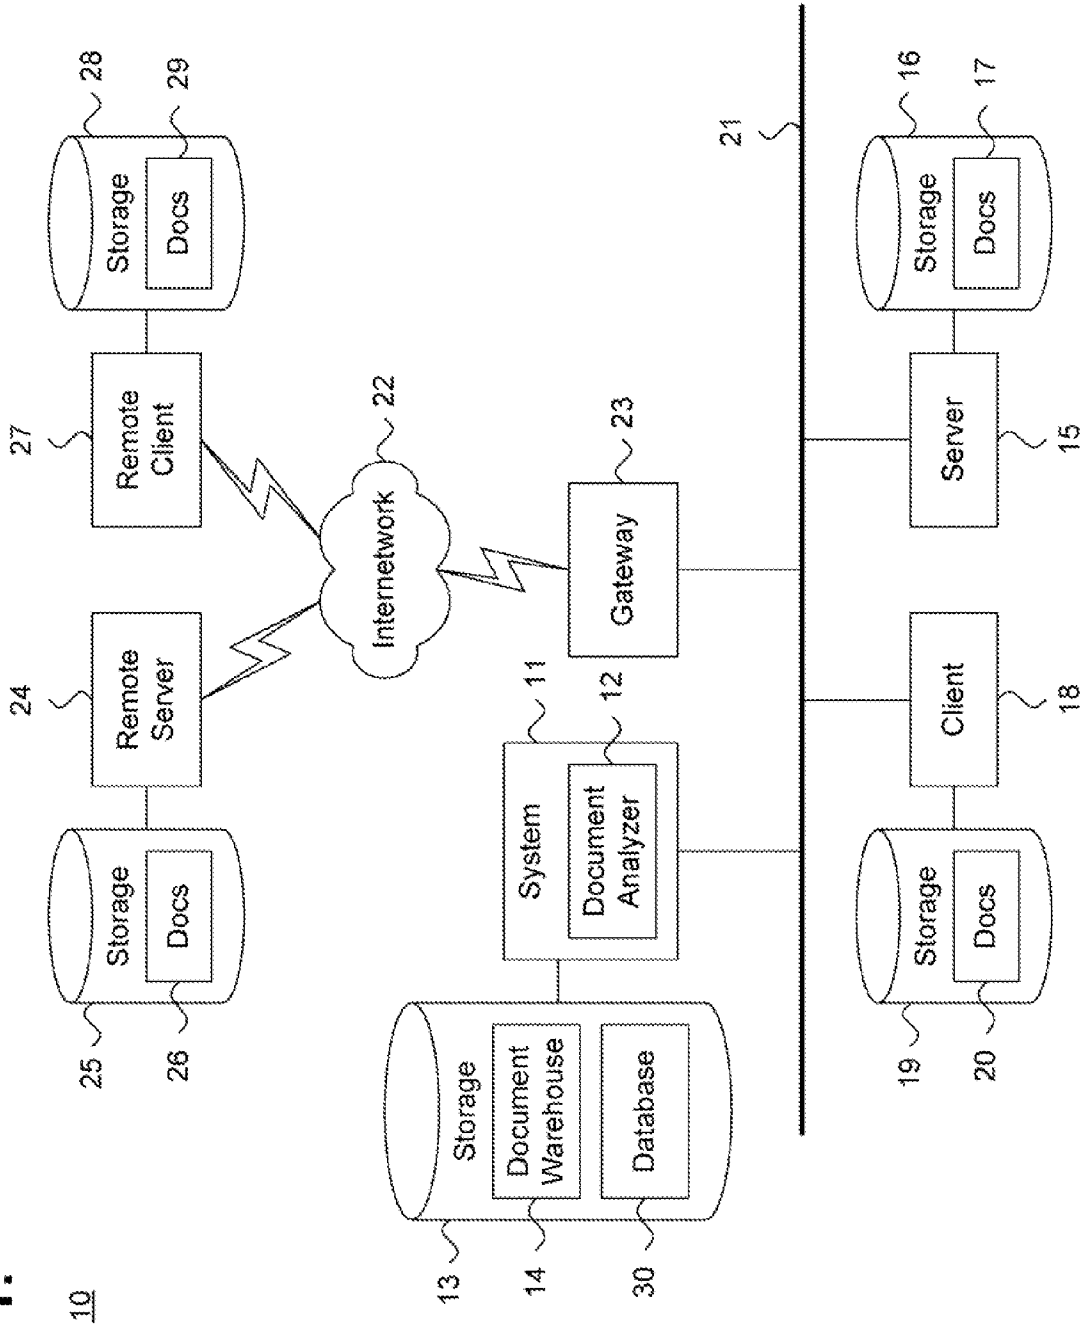 10
25
26
24
27
28
29
Storage
Docs
Remote
Server
Remote
Client
Storage
Docs
Internetwork
22
13
14
30
Storage
Document
Warehouse
Database
System
11
Document
Analyzer
12
Gateway
23
21
Storage
Docs
Client
Server
Storage
Docs
19
20
18
15
16
17